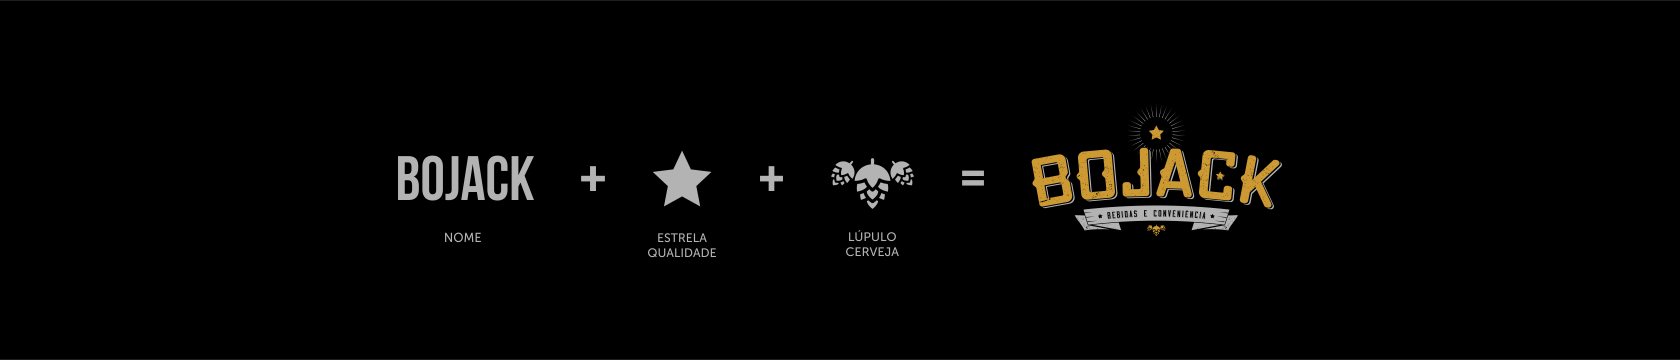 BOJACK
NOME
+
ESTRELA
QUALIDADE
+
LÚPULO
CERVEJA
=
BOJACK
BEBIDAS E CONVENIENCIA